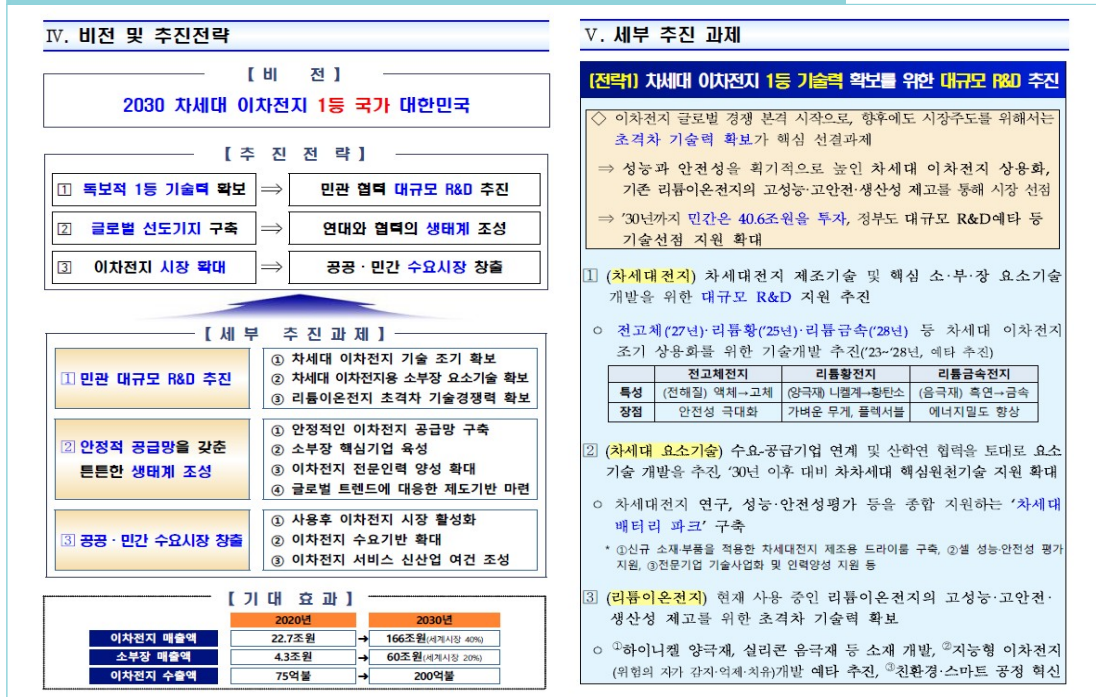 Ⅳ. 비전 및 추진전략
[ 비 전 ]
2030 차세대 이차전지 1등 국가 대한민국
[ 추 진 전 략 ]
1 독보적 1등 기술력 확보 ⇒ 민관 협력 대규모 R&D 추진
2 글로벌 선도기지 구축 ⇒ 연대와 협력의 생태계 조성
3 이차전지 시장 확대 ⇒ 공공 · 민간 수요시장 창출
[ 세 부 추 진 과 제 ]
1 민관 대규모 R&D 추진
① 차세대 이차전지 기술 조기 확보
② 차세대 이차전지용 소부장 요소기술 확보
③ 리튬이온전지 초격차 기술경쟁력 확보
2 안정적 공급망을 갖춘
튼튼한 생태계 조성
① 안정적인 이차전지 공급망 구축
② 소부장 핵심기업 육성
③ 이차전지 전문인력 양성 확대
④ 글로벌 트렌드에 대응한 제도기반 마련
3 공공 · 민간 수요시장 창출
① 사용후 이차전지 시장 활성화
② 이차전지 수요기반 확대
③ 이차전지 서비스 신산업 여건 조성
[ 기 대 효 과 ]
2020년 2030년
이차전지 매출액 22.7조원 → 166조원(세계시장 40%)
소부장 매출액 4.3조원 → 60조원(세계시장 20%)
이차전지 수출액 75억불 → 200억불
Ⅴ. 세부 추진 과제
[전략1] 차세대 이차전지 1등 기술력 확보를 위한 대규모 R&D 추진
◇ 이차전지 글로벌 경쟁 본격 시작으로, 향후에도 시장주도를 위해서는
초격차 기술력 확보가 핵심 선결과제
⇒ 성능과 안전성을 획기적으로 높인 차세대 이차전지 상용화,
기존 리튬이온전지의 고성능·고안전·생산성 제고를 통해 시장 선점
⇒ '30년까지 민간은 40.6조원을 투자, 정부도 대규모 R&D예타 등
기술선점 지원 확대
1 (차세대전지) 차세대전지 제조기술 및 핵심 소·부·장 요소기술
개발을 위한 대규모 R&D 지원 추진
ㅇ 전고체('27년)·리튬황('25년)·리튬금속('28년) 등 차세대 이차전지
조기 상용화를 위한 기술개발 추진('23~'28년, 예타 추진)
전고체전지 리튬황전지 리튬금속전지
특성 (전해질) 액체→고체 (양극재) 니켈계→황탄소 (음극재) 흑연→금속
장점 안전성 극대화 가벼운 무게, 플렉서블 에너지밀도 향상
2 (차세대 요소기술) 수요-공급기업 연계 및 산학연 협력을 토대로 요소
기술 개발을 추진, '30년 이후 대비 차차세대 핵심원천기술 지원 확대
ㅇ 차세대전지 연구, 성능·안전성평가 등을 종합 지원하는 '차세대
배터리 파크' 구축
* ①신규 소재·부품을 적용한 차세대전지 제조용 드라이룸 구축, ②셀 성능·안전성 평가
지원, ③전문기업 기술사업화 및 인력양성 지원 등
3 (리튬이온전지) 현재 사용 중인 리튬이온전지의 고성능·고안전·
생산성 제고를 위한 초격차 기술력 확보
ㅇ ①하이니켈 양극재, 실리콘 음극재 등 소재 개발, ②지능형 이차전지
(위험의 자가 감지·억제·치유)개발 예타 추진, ③친환경·스마트 공정 혁신